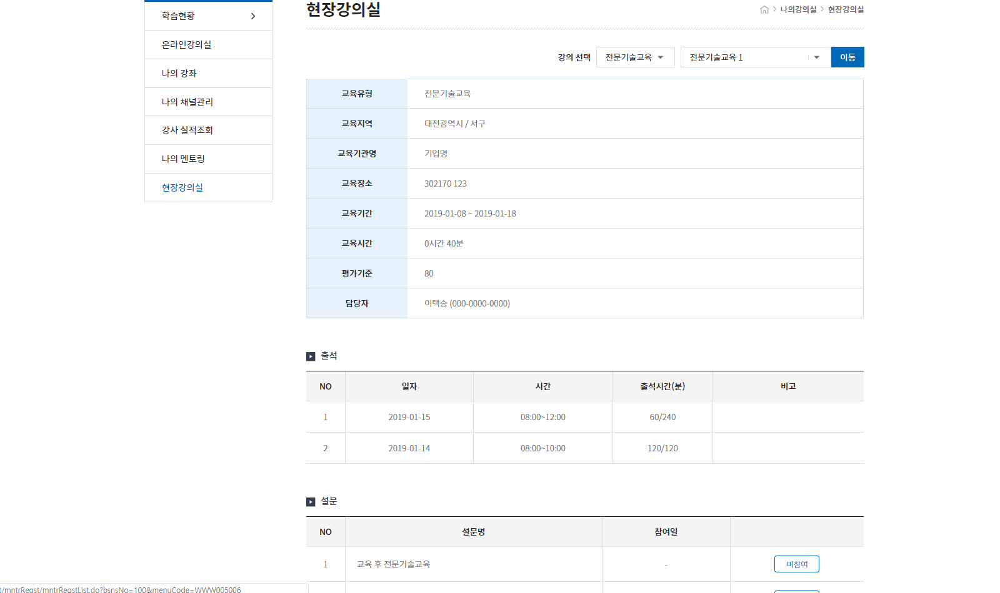 학습현황
온라인강의실
나의 강좌
나의 채널관리
강사 실적조회
나의 멘토링
현장강의실
현장강의실
나의강의실 > 현장강의실
강의 선택 전문기술교육 전문기술교육 1 이동
교육유형 전문기술교육
교육지역 대전광역시 / 서구
교육기관명 기업명
교육장소 302170 123
교육기간 2019-01-08 ~ 2019-01-18
교육시간 0시간 40분
평가기준 80
담당자 이택승 (000-0000-0000)
출석
NO 일자 시간 출석시간(분) 비고
1 2019-01-15 08:00~12:00 60/240
2 2019-01-14 08:00~10:00 120/120
설문
NO 설문명 참여일
1 교육 후 전문기술교육 - 미참여
t/mntrRegst/mntrRegstList.do?bsnsNo=100&menuCode=WWW005006